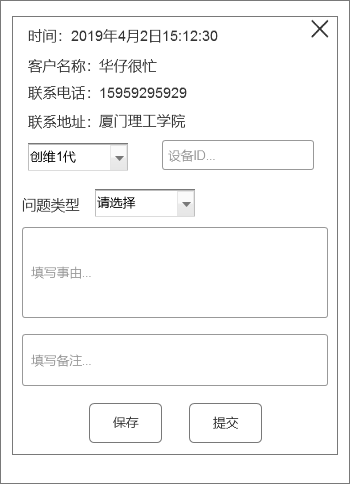 时间：2019年4月2日15:12:30
客户名称：华仔很忙
联系电话：15959295929
联系地址：厦门理工学院
创维1代 设备ID...
问题类型 请选择
填写事由...
填写备注...
保存 提交